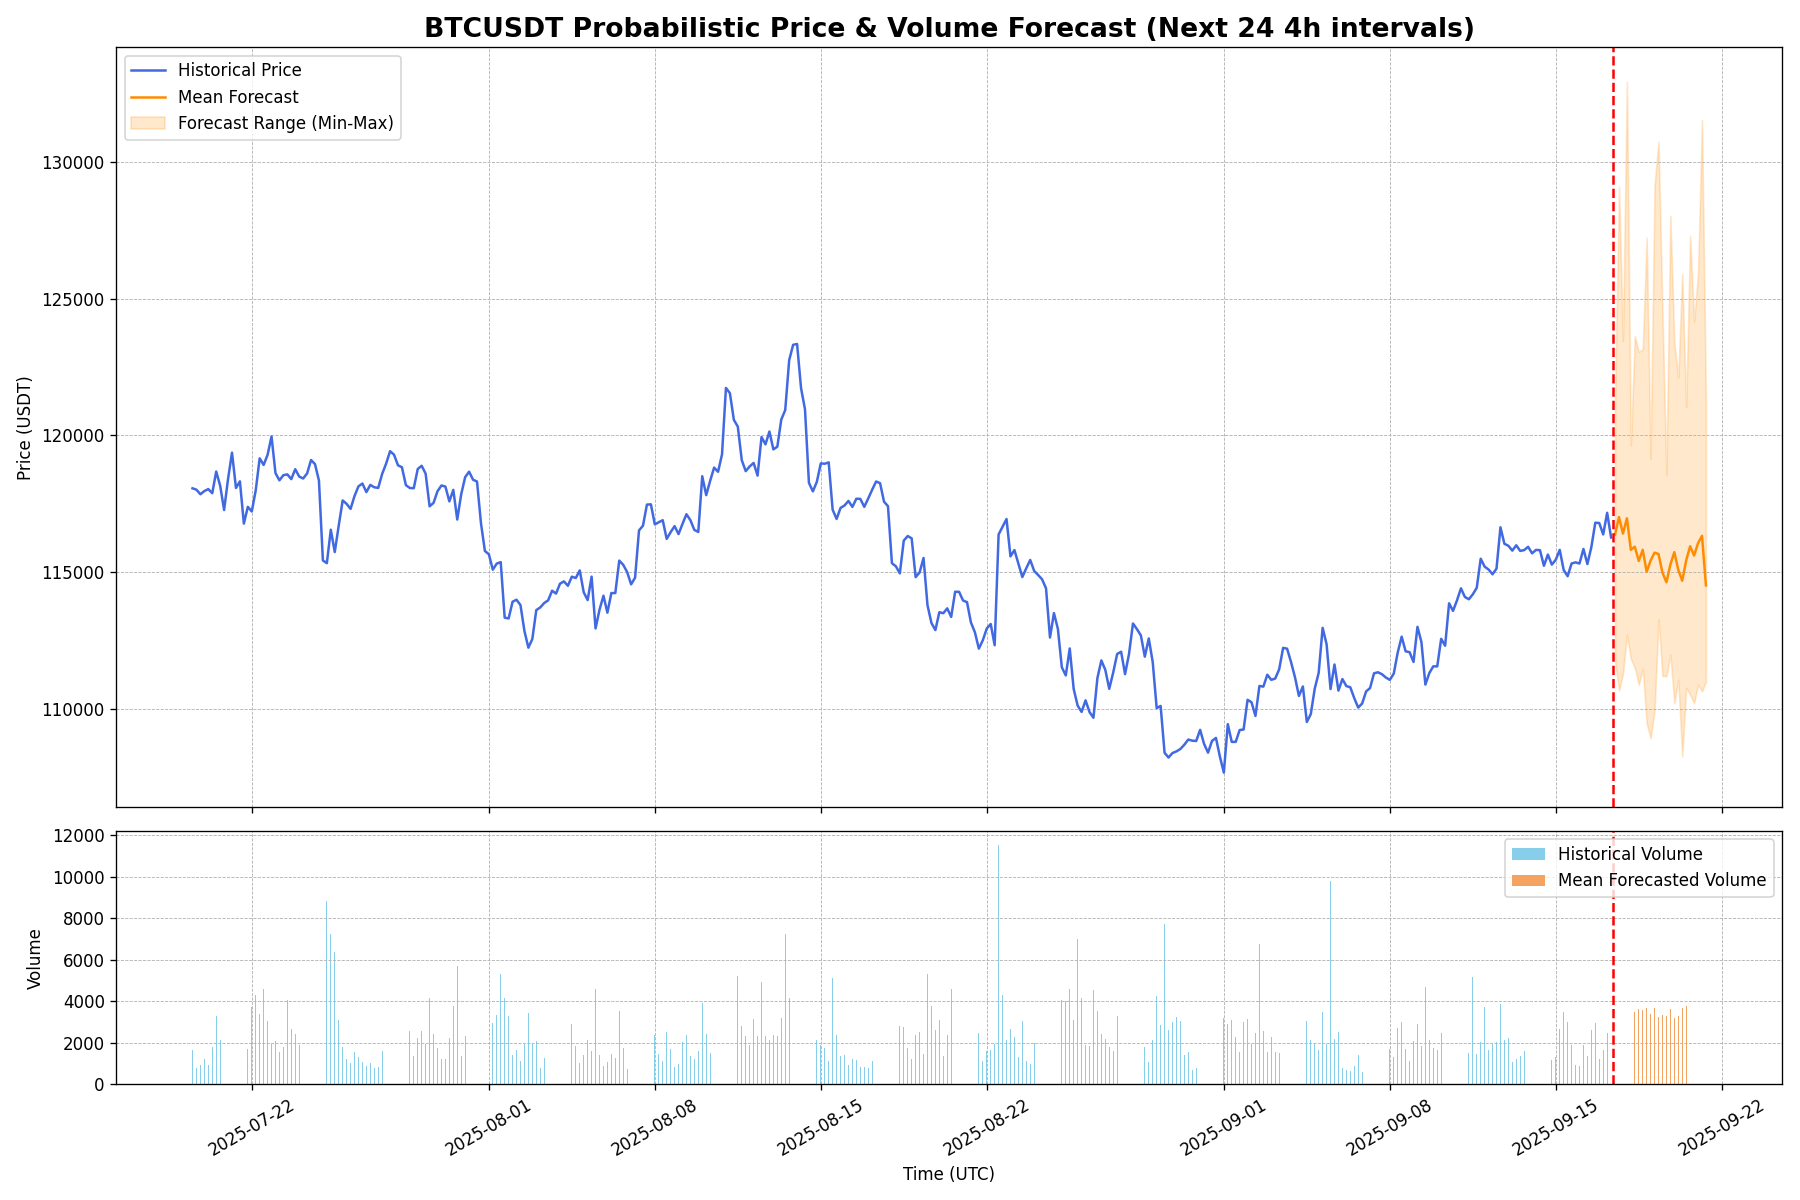 BTCUSDT Probabilistic Price & Volume Forecast (Next 24 4h intervals)
Historical Price
Mean Forecast
Forecast Range (Min-Max)
130000
125000
120000
115000
110000
Price (USDT)
12000
10000
8000
6000
4000
2000
0
Volume
Historical Volume
Mean Forecasted Volume
2025-07-22
2025-08-01
2025-08-08
2025-08-15
2025-08-22
2025-09-01
2025-09-08
2025-09-15
2025-09-22
Time (UTC)